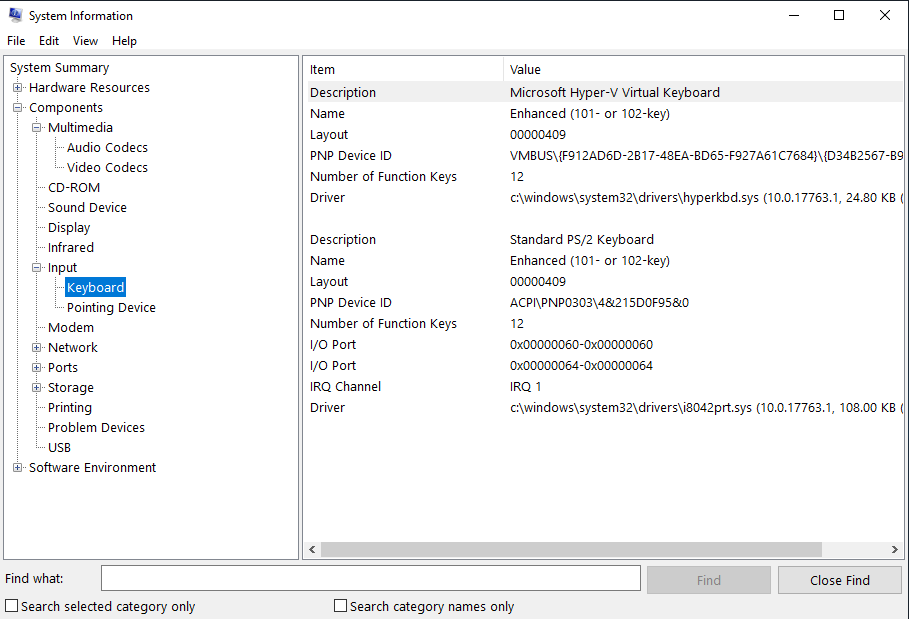 System Information
File Edit View Help
System Summary
Hardware Resources
Components
Multimedia
Audio Codecs
Video Codecs
CD-ROM
Sound Device
Display
Infrared
Input
Keyboard
Pointing Device
Modem
Network
Ports
Storage
Printing
Problem Devices
USB
Software Environment
Item Value
Description Microsoft Hyper-V Virtual Keyboard
Name Enhanced (101- or 102-key)
Layout 00000409
PNP Device ID VMBUS\{F912AD6D-2B17-48EA-BD65-F927A61C7684}\{D34B2567-B9
Number of Function Keys 12
Driver c:\windows\system32\drivers\hyperkbd.sys (10.0.17763.1, 24.80 KB (
Description Standard PS/2 Keyboard
Name Enhanced (101- or 102-key)
Layout 00000409
PNP Device ID ACPI\PNP0303\4&215D0F95&0
Number of Function Keys 12
I/O Port 0x00000060-0x00000060
I/O Port 0x00000064-0x00000064
IRQ Channel IRQ 1
Driver c:\windows\system32\drivers\i8042prt.sys (10.0.17763.1, 108.00 KB (
Find what: Find Close Find
Search selected category only Search category names only